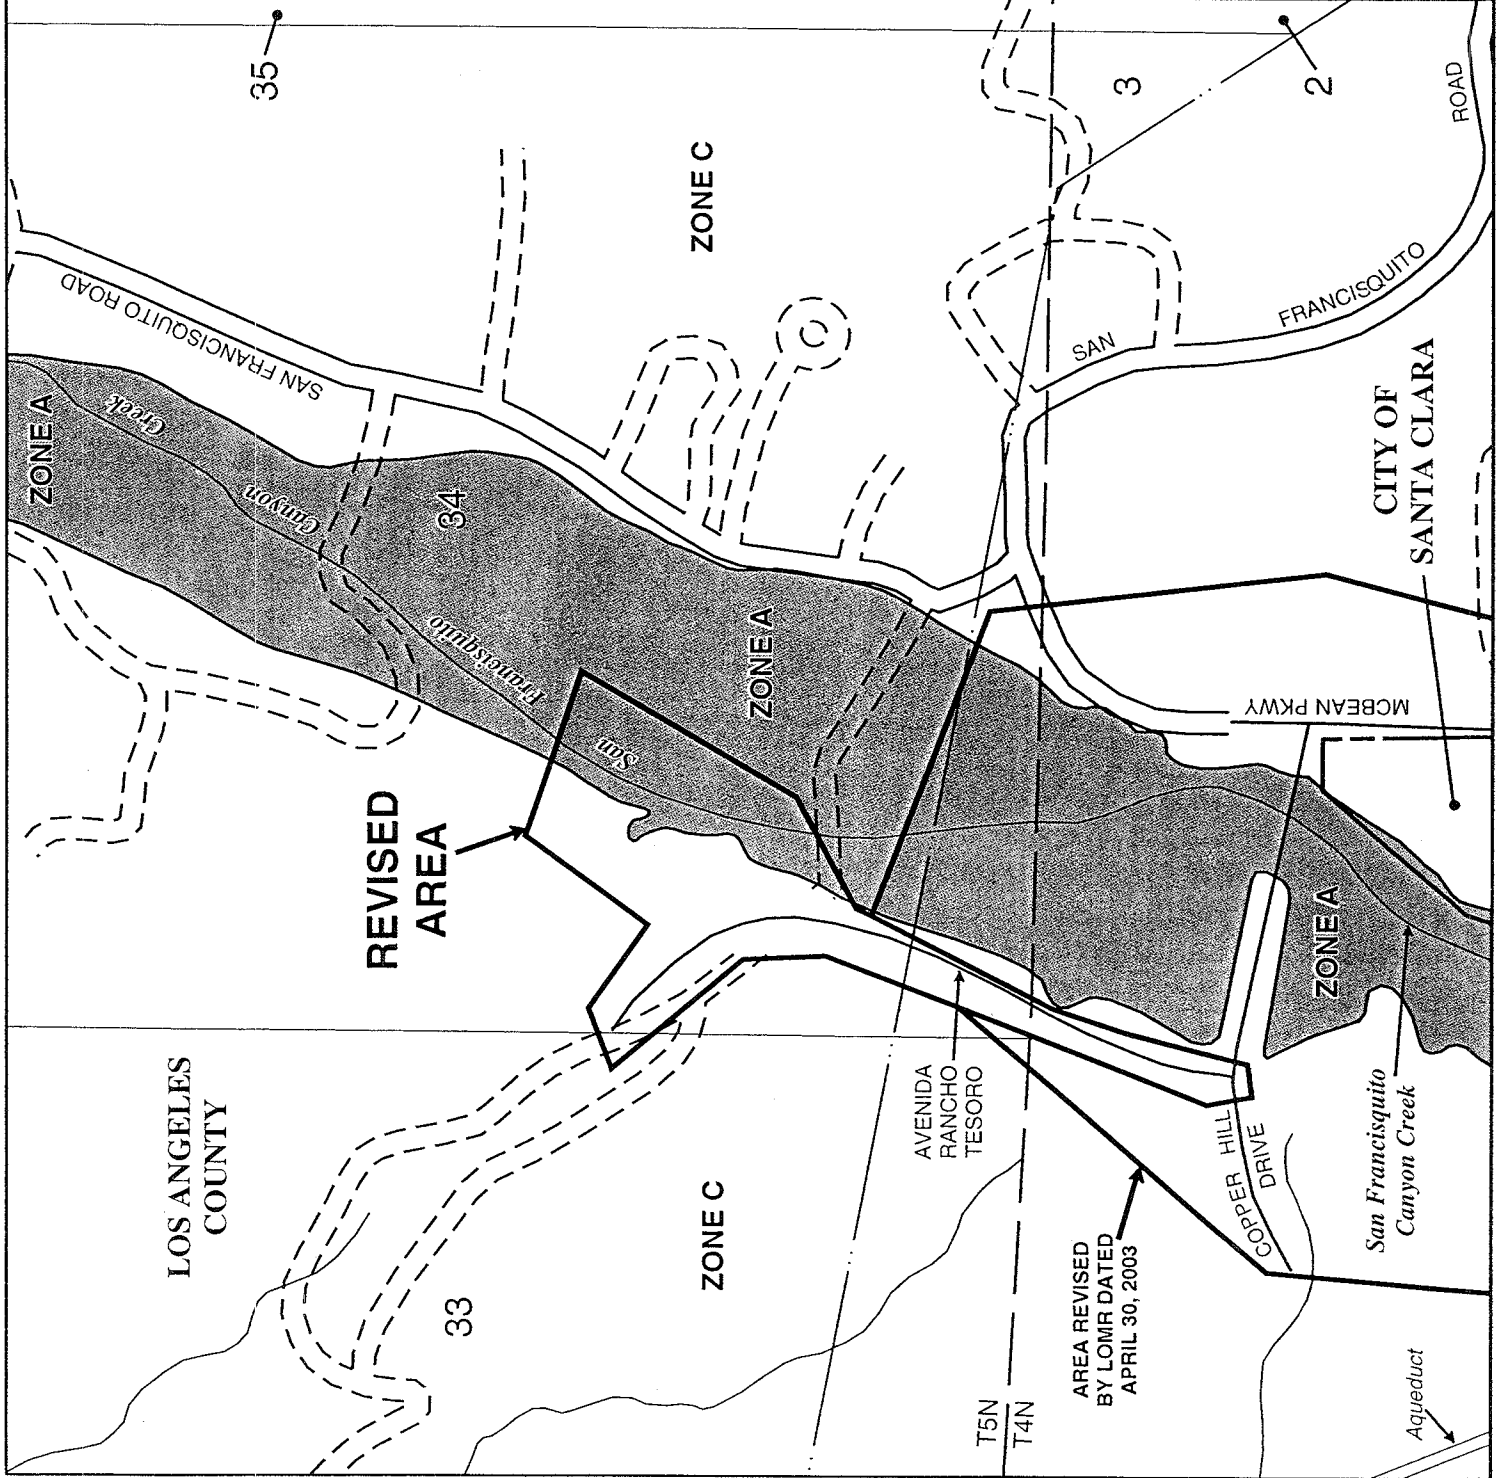 LOS ANGELES
COUNTY
33
ZONE C
T5N
T4N
AREA REVISED
BY LOMR DATED
APRIL 30, 2003
Aqueduct
COPPER HILL
DRIVE
San Francisquito
Canyon Creek
AVENIDA
RANCHO
TESORO
REVISED
AREA
ZONE A
San
Francisquito
Canyon
Creek
ZONE A
34
ZONE A
MCBEAN PKWY
CITY OF
SANTA CLARA
SAN FRANCISQUITO ROAD
SAN
FRANCISQUITO
ROAD
ZONE C
35
3
2